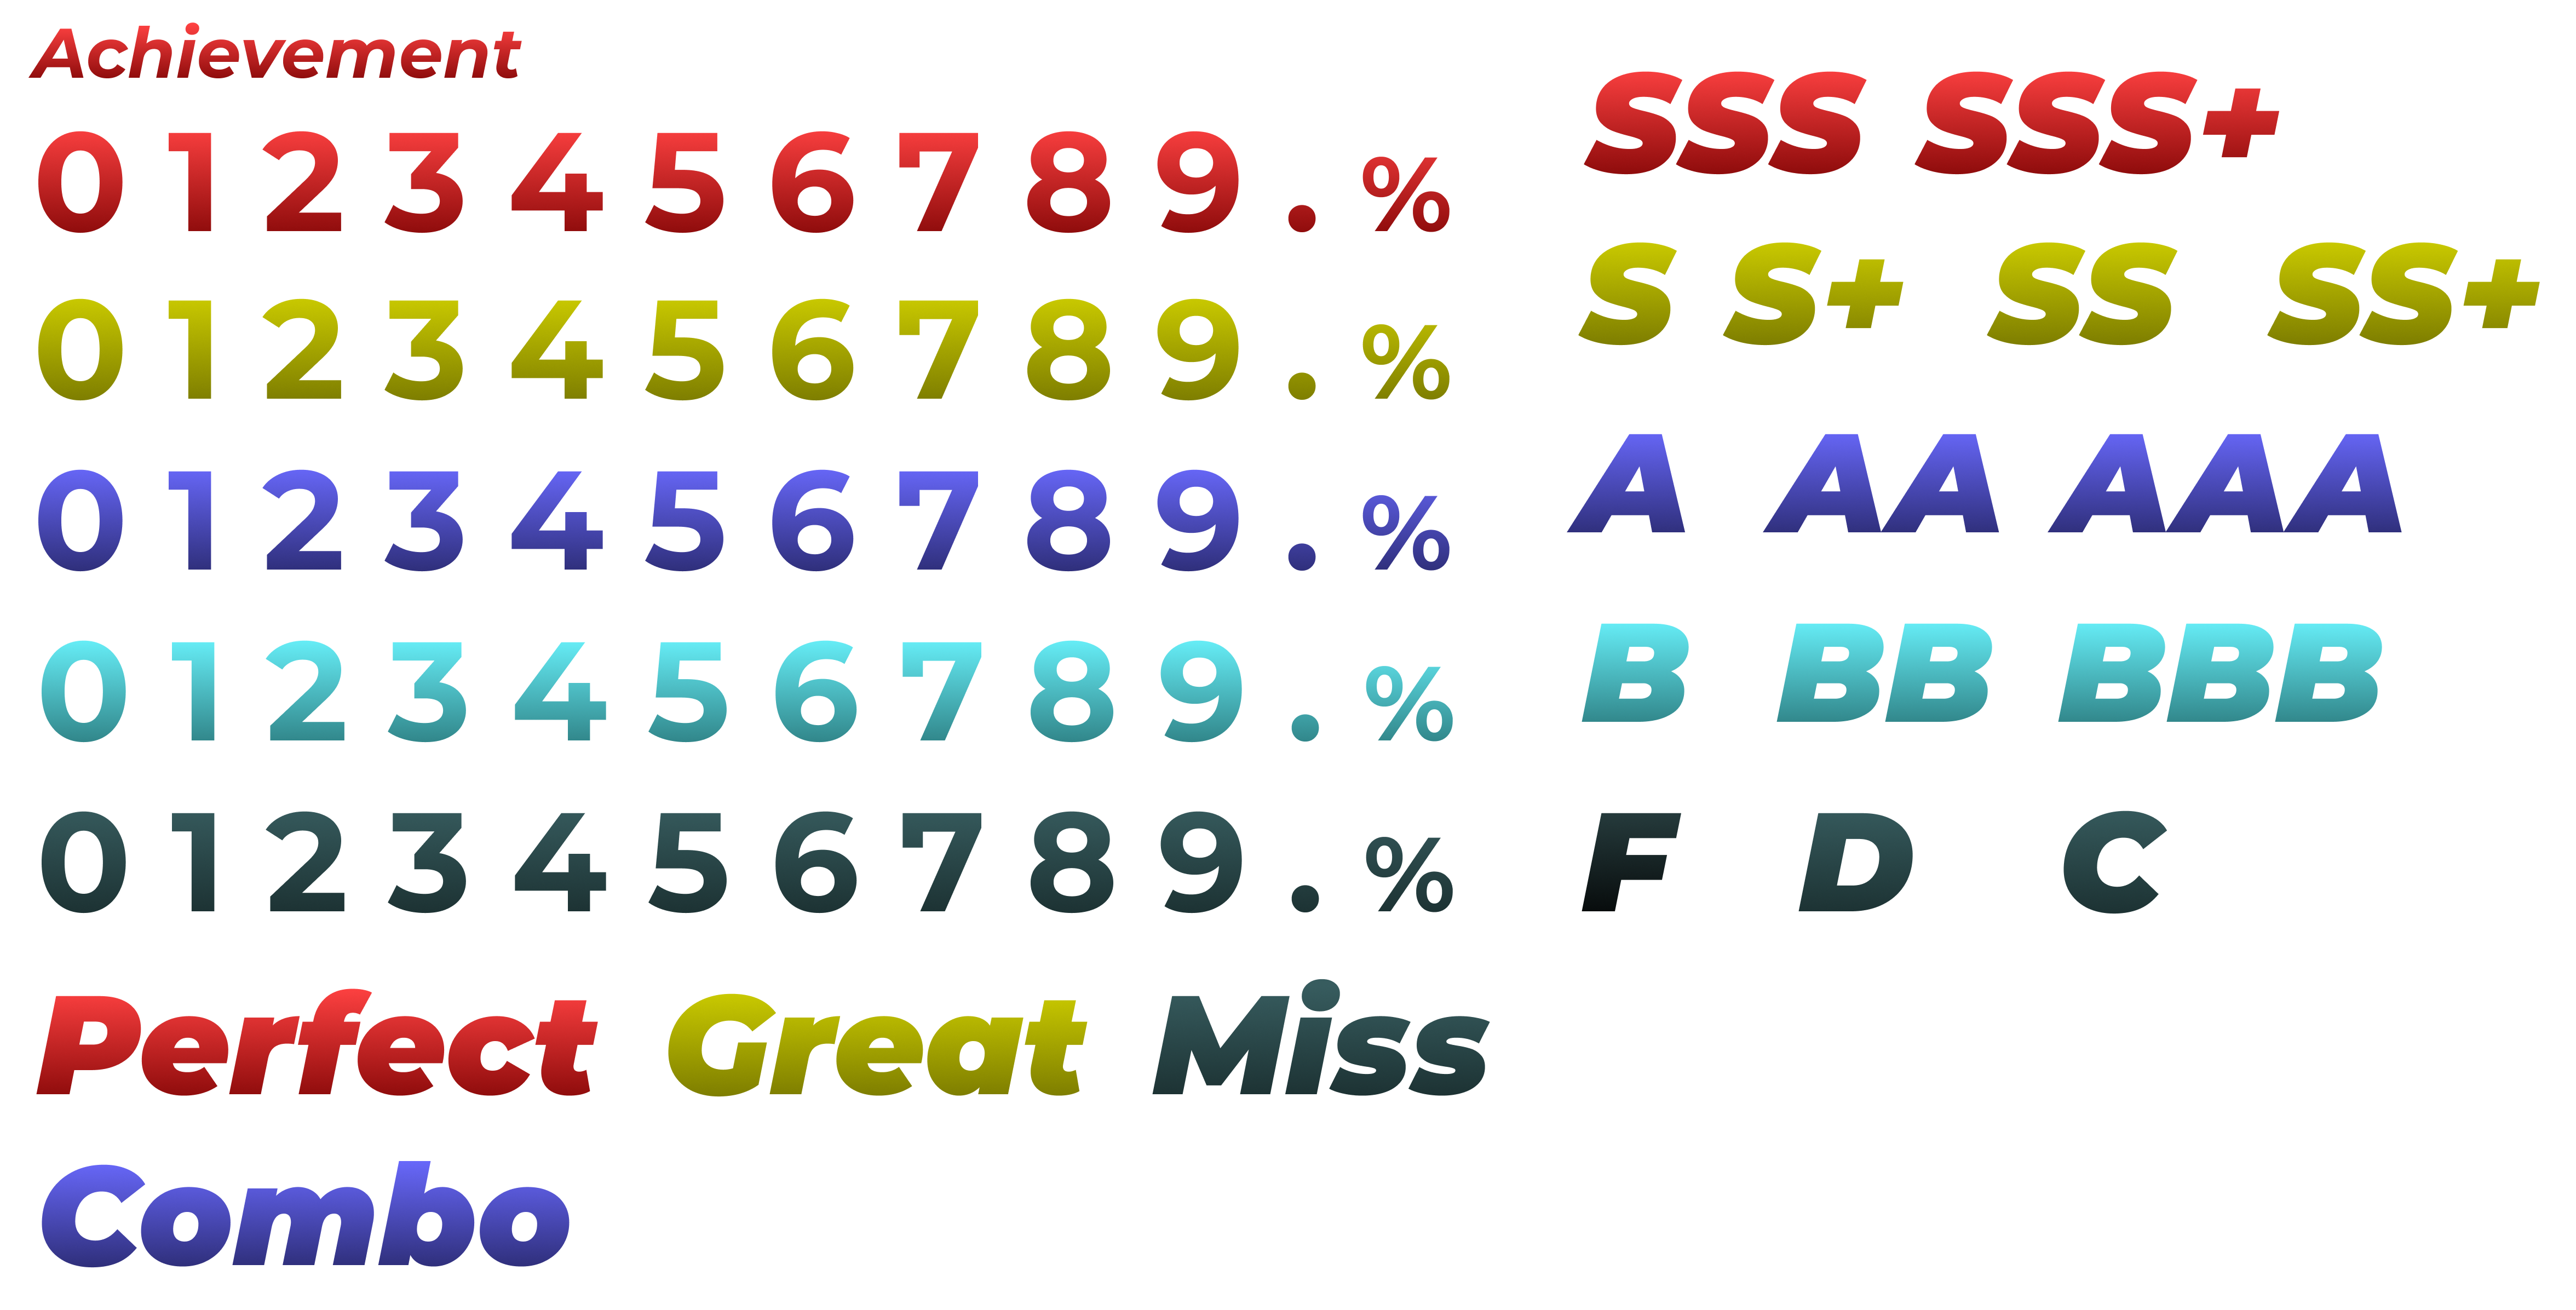 Achievement
0 1 2 3 4 5 6 7 8 9 . %
SSS SSS+
0 1 2 3 4 5 6 7 8 9 . %
S S+ SS SS+
0 1 2 3 4 5 6 7 8 9 . %
A AA AAA
0 1 2 3 4 5 6 7 8 9 . %
B BB BBB
0 1 2 3 4 5 6 7 8 9 . %
F D C
Perfect Great Miss
Combo